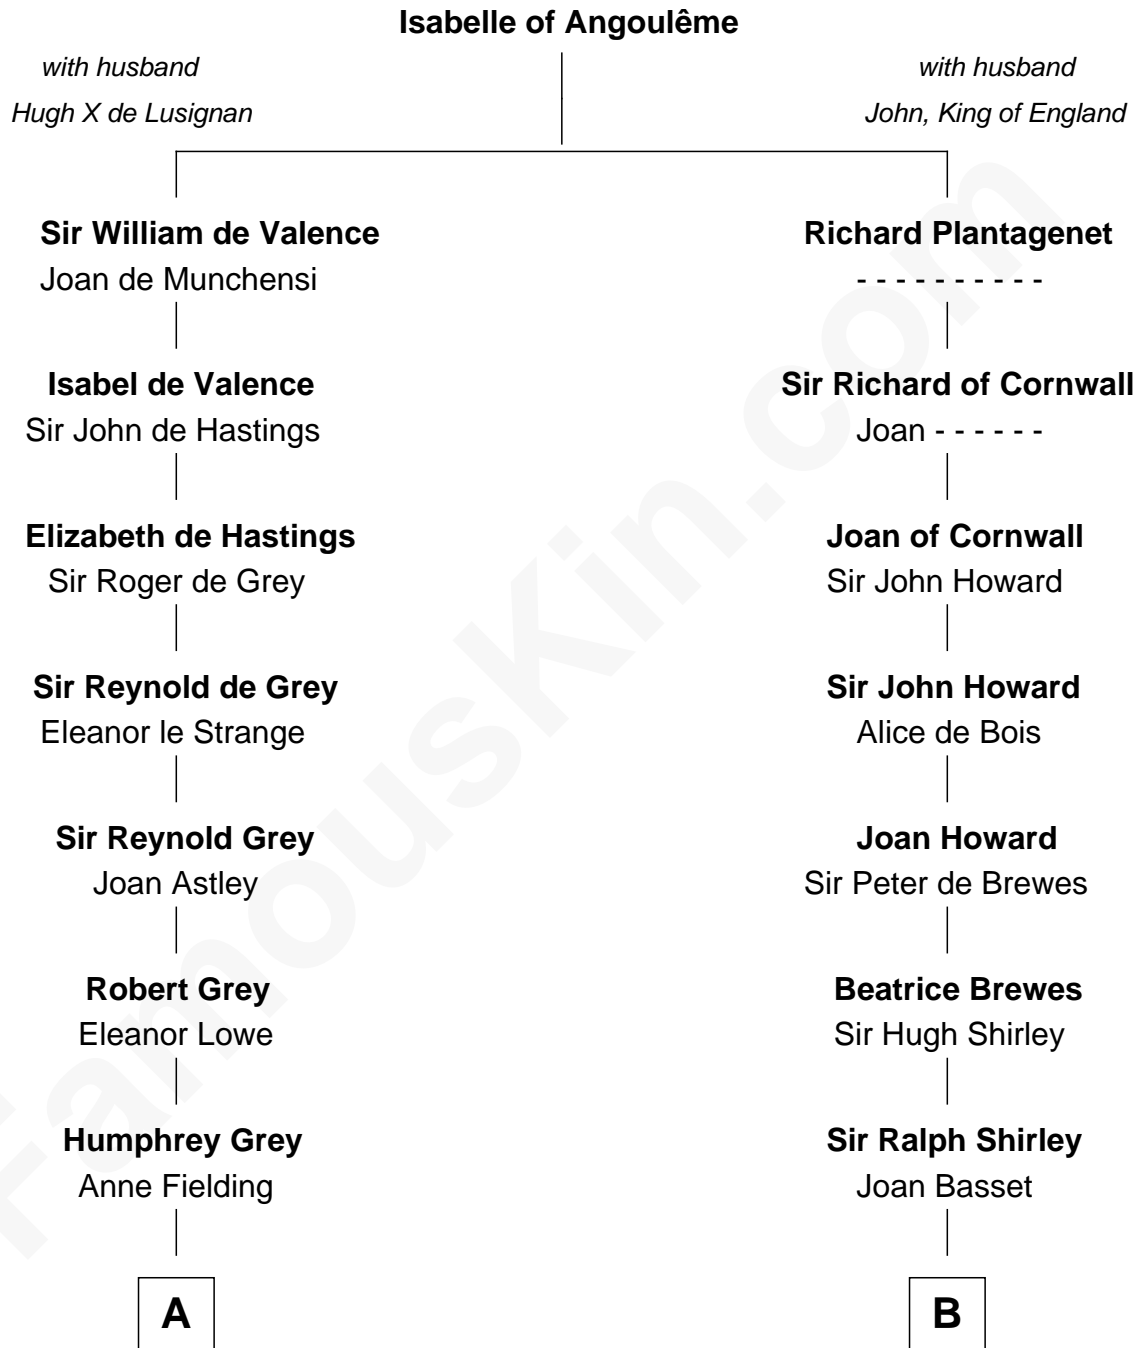 Isabelle of Angoulême
with husband
Hugh X de Lusignan
with husband
John, King of England
Sir William de Valence
Joan de Munchensi
Richard Plantagenet
- - - - - - - - - -
Isabel de Valence
Sir John de Hastings
Sir Richard of Cornwall
Joan - - - - - -
Elizabeth de Hastings
Sir Roger de Grey
Joan of Cornwall
Sir John Howard
Sir Reynold de Grey
Eleanor le Strange
Sir John Howard
Alice de Bois
Sir Reynold Grey
Joan Astley
Joan Howard
Sir Peter de Brewes
Robert Grey
Eleanor Lowe
Beatrice Brewes
Sir Hugh Shirley
Humphrey Grey
Anne Fielding
Sir Ralph Shirley
Joan Basset
A
B
FamousKin.com